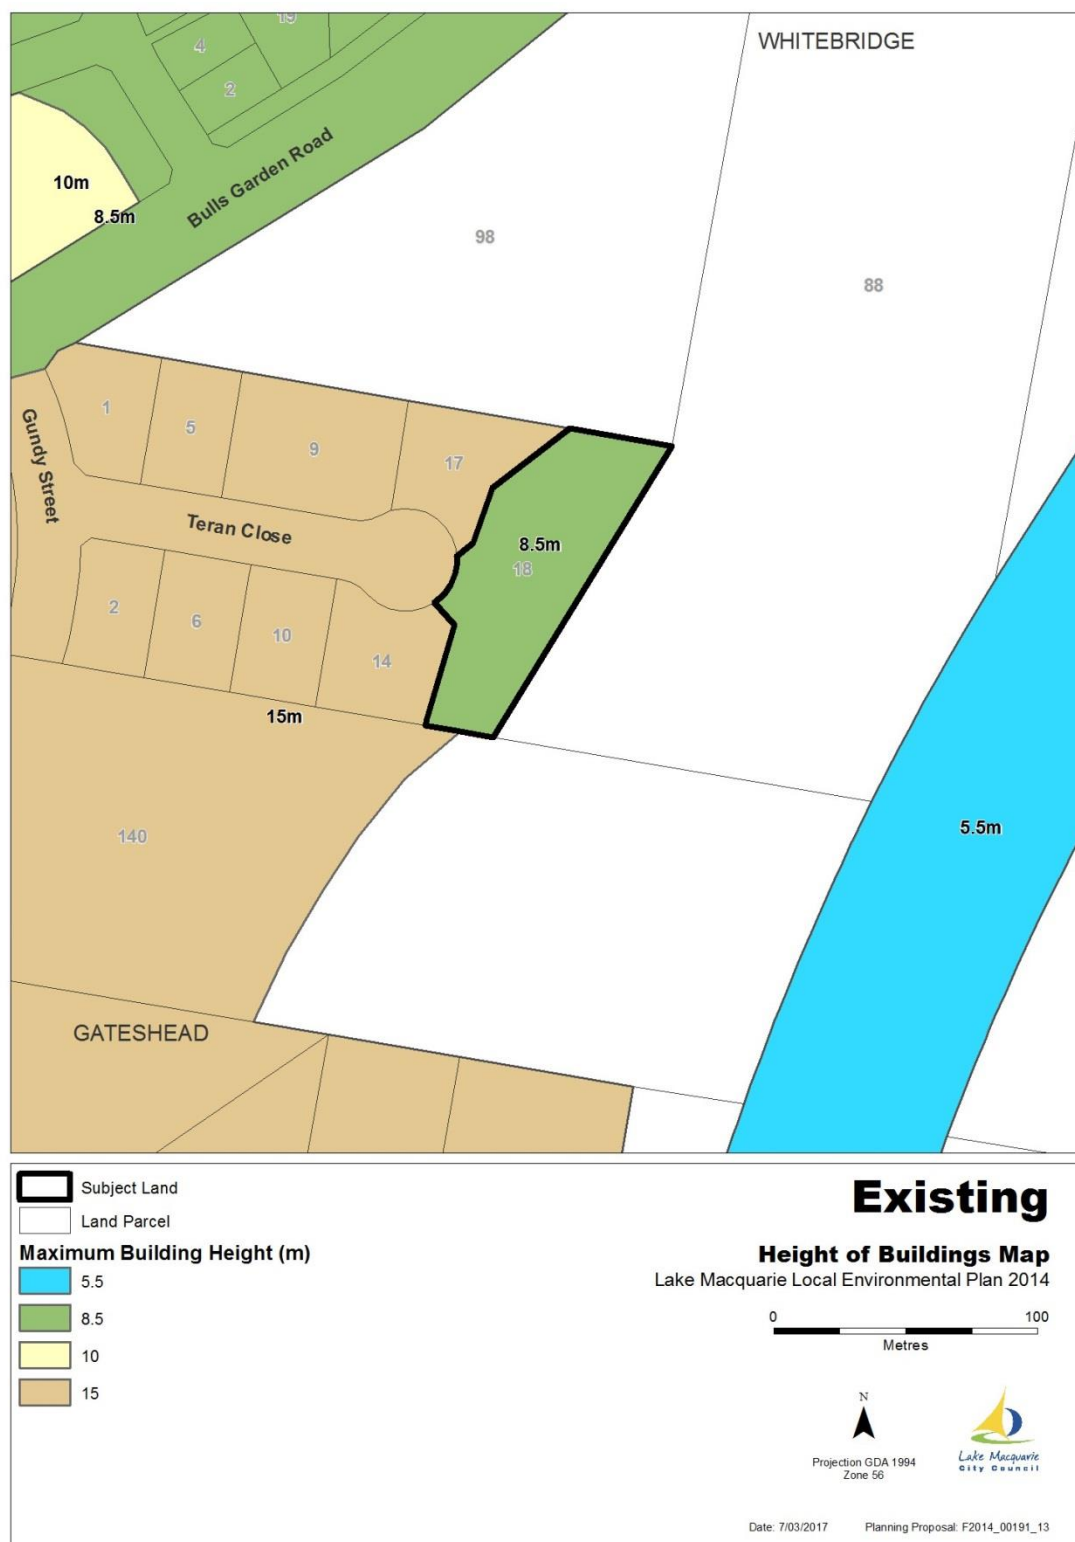 WHITEBRIDGE
19
4
2
10m
8.5m
Bulls Garden Road
98
88
1
5
9
17
Gundy Street
Teran Close
8.5m
18
2
6
10
14
15m
140
5.5m
GATESHEAD
Subject Land
Land Parcel
Maximum Building Height (m)
5.5
8.5
10
15
Existing
Height of Buildings Map
Lake Macquarie Local Environmental Plan 2014
0 100
Metres
N
Projection GDA 1994
Zone 56
Lake Macquarie
City Council
Date: 7/03/2017 Planning Proposal: F2014_00191_13